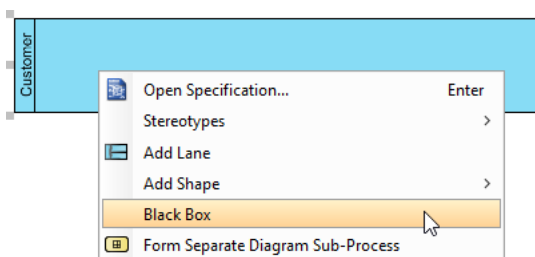 Customer
Open Specification... Enter
Stereotypes
Add Lane
Add Shape
Black Box
Form Separate Diagram Sub-Process